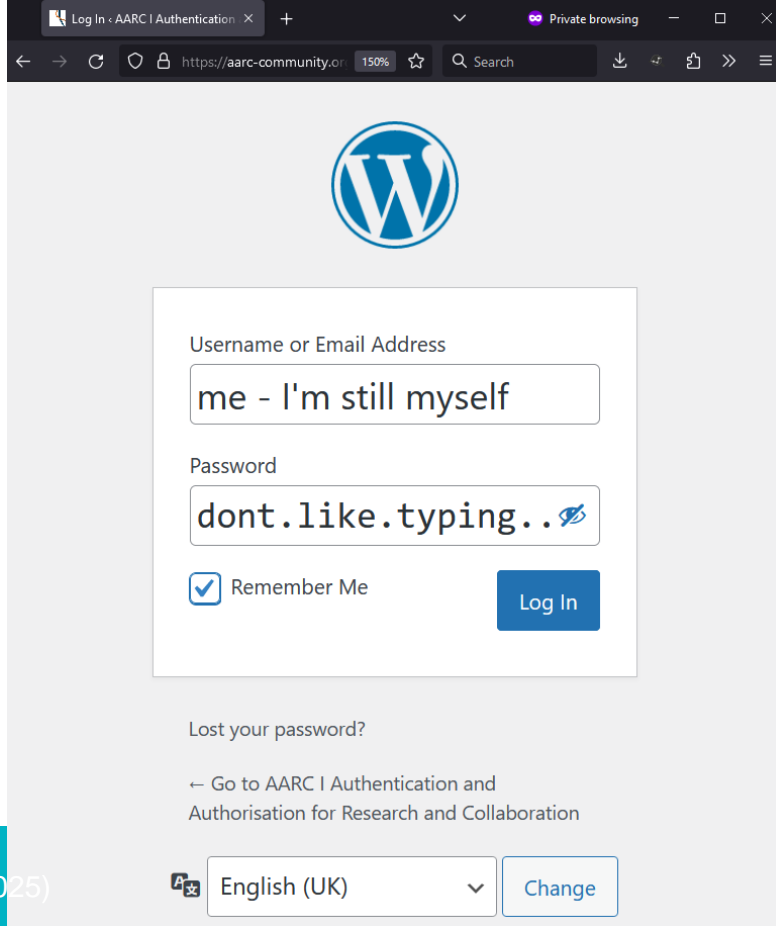 Log In ‹ AARC I Authentication
Private browsing
https://aarc-community.or
150%
Search
Username or Email Address
me - I'm still myself
Password
dont.like.typing..
Remember Me
Log In
Lost your password?
← Go to AARC I Authentication and
Authorisation for Research and Collaboration
025)
English (UK)
Change